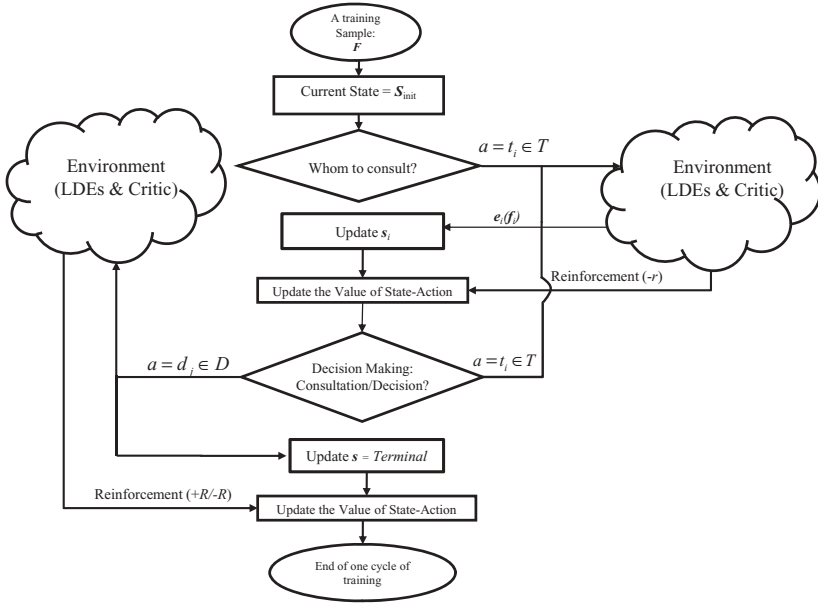 A training
Sample:
F
Current State = S_init
Whom to consult?
a = t_i ∈ T
Environment
(LDEs & Critic)
Environment
(LDEs & Critic)
e_i(f_i)
Update s_i
Reinforcement (-r)
Update the Value of State-Action
Decision Making:
Consultation/Decision?
a = d_j ∈ D
a = t_i ∈ T
Update s = Terminal
Reinforcement (+R/-R)
Update the Value of State-Action
End of one cycle of
training